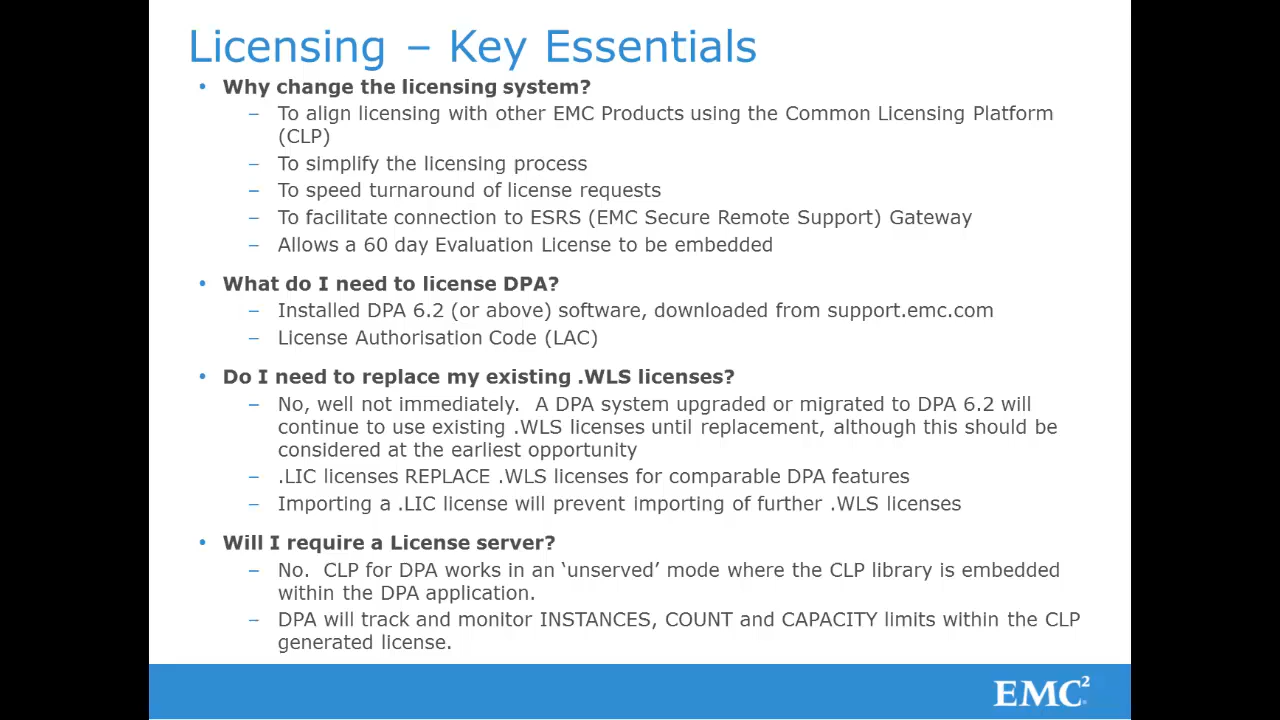 Licensing – Key Essentials
• Why change the licensing system?
– To align licensing with other EMC Products using the Common Licensing Platform
(CLP)
– To simplify the licensing process
– To speed turnaround of license requests
– To facilitate connection to ESRS (EMC Secure Remote Support) Gateway
– Allows a 60 day Evaluation License to be embedded
• What do I need to license DPA?
– Installed DPA 6.2 (or above) software, downloaded from support.emc.com
– License Authorisation Code (LAC)
• Do I need to replace my existing .WLS licenses?
– No, well not immediately.  A DPA system upgraded or migrated to DPA 6.2 will
continue to use existing .WLS licenses until replacement, although this should be
considered at the earliest opportunity
– .LIC licenses REPLACE .WLS licenses for comparable DPA features
– Importing a .LIC license will prevent importing of further .WLS licenses
• Will I require a License server?
– No.  CLP for DPA works in an ‘unserved’ mode where the CLP library is embedded
within the DPA application.
– DPA will track and monitor INSTANCES, COUNT and CAPACITY limits within the CLP
generated license.
EMC²